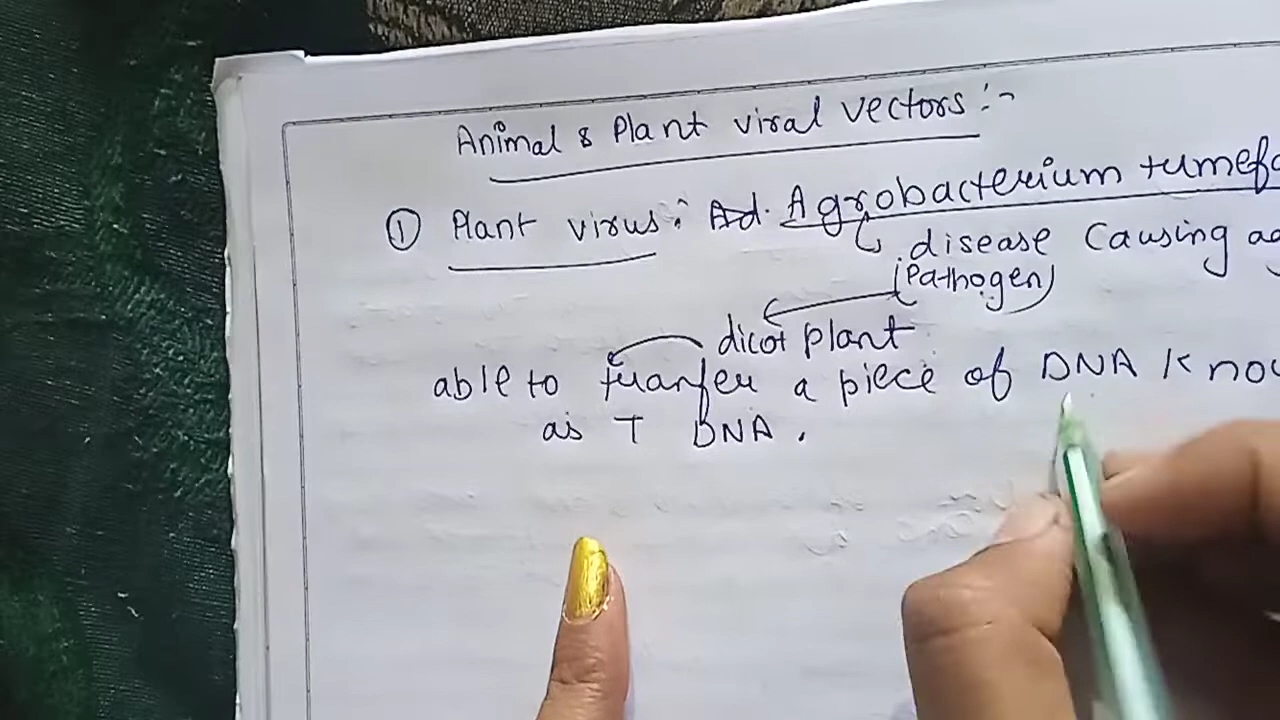 Animal & Plant viral vectors :-
① Plant virus : Ad. Agrobacterium tumefa
disease causing ag
(Pathogen)
dicot plant
able to tranfer a piece of DNA know
as T DNA.